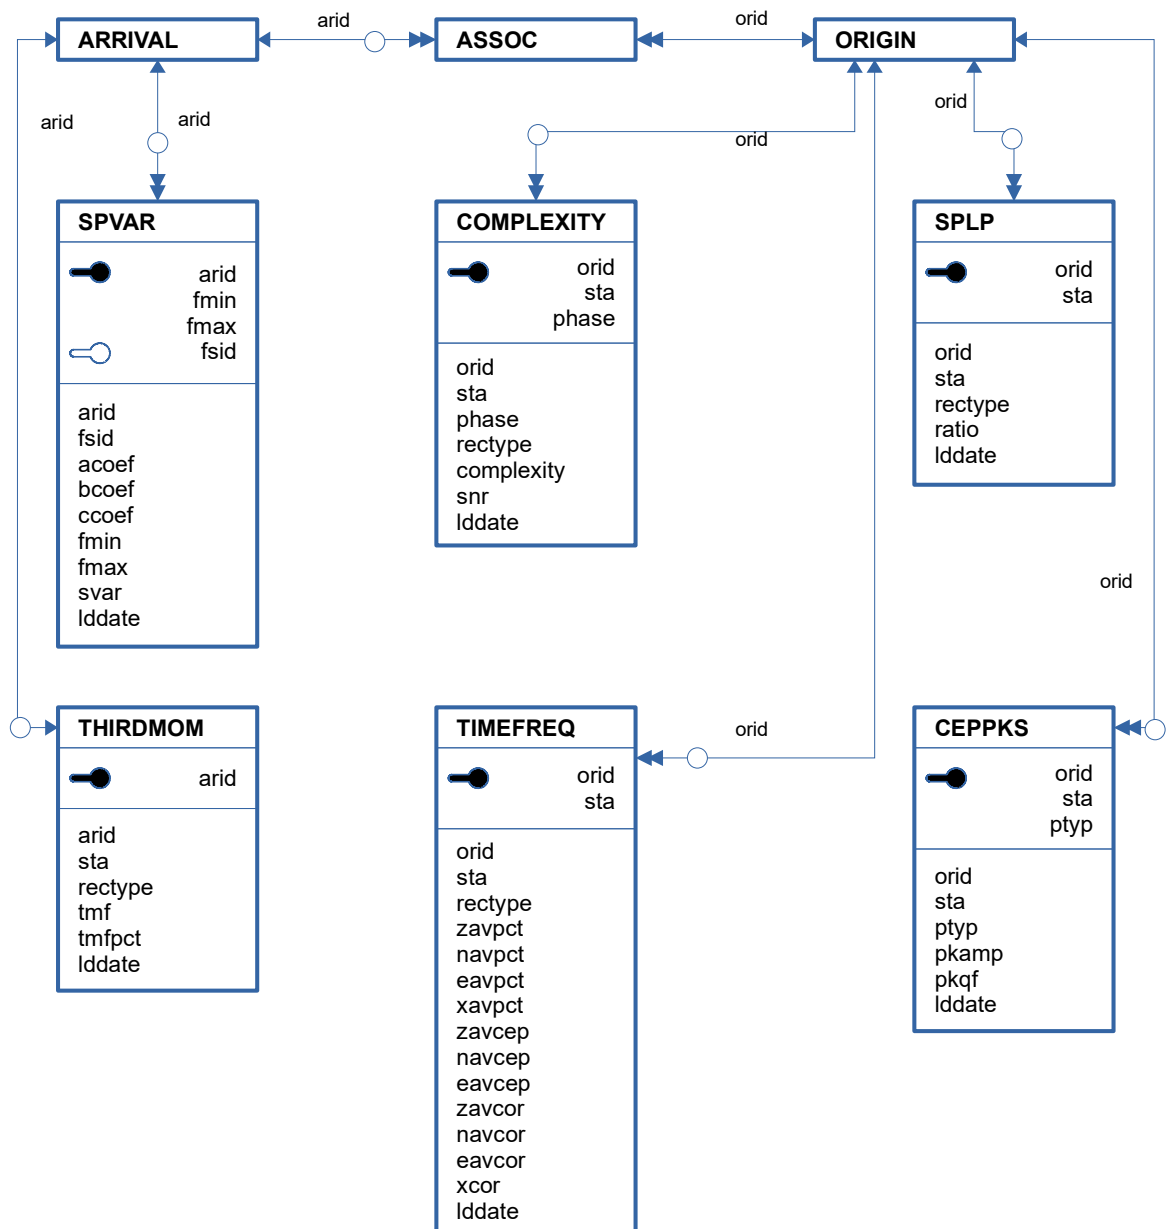 arid
orid
ARRIVAL
ASSOC
ORIGIN
arid
arid
orid
orid
SPVAR
arid
fmin
fmax
fsid
arid
fsid
acoef
bcoef
ccoef
fmin
fmax
svar
lddate
COMPLEXITY
orid
sta
phase
orid
sta
phase
rectype
complexity
snr
lddate
SPLP
orid
sta
orid
sta
rectype
ratio
lddate
orid
THIRDMOM
arid
arid
sta
rectype
tmf
tmfpct
lddate
TIMEFREQ
orid
orid
sta
orid
sta
rectype
zavpct
navpct
eavpct
xavpct
zavcep
navcep
eavcep
zavcor
navcor
eavcor
xcor
lddate
CEPPKS
orid
sta
ptyp
orid
sta
ptyp
pkamp
pkqf
lddate